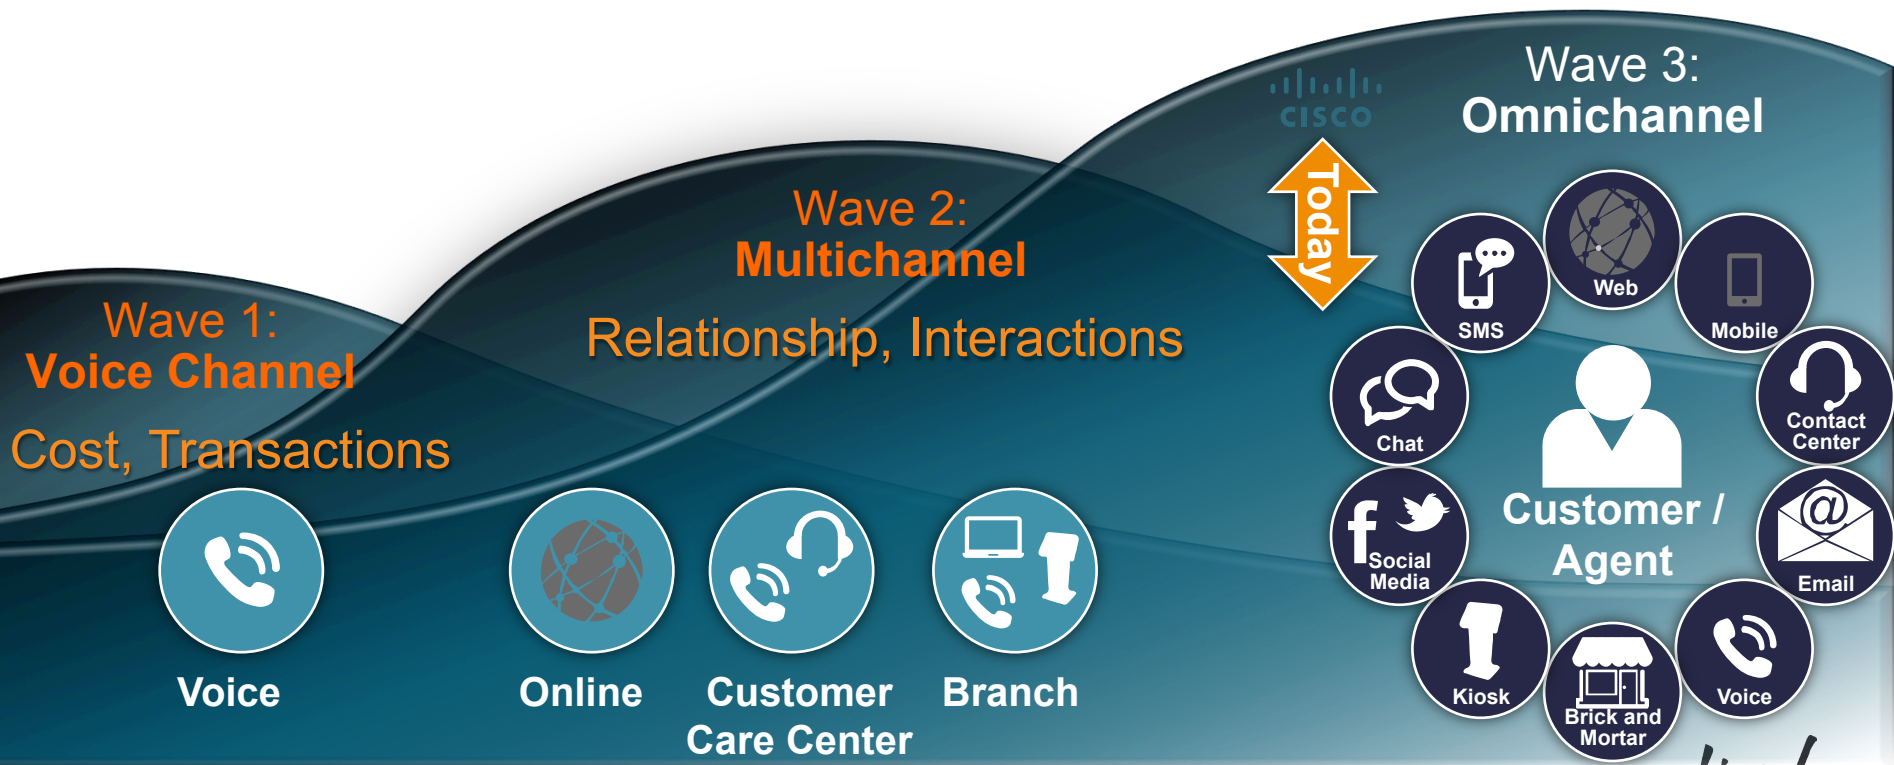 Wave 1:
Voice Channel
Cost, Transactions
Voice
Wave 2:
Multichannel
Relationship, Interactions
Online
Customer
Care Center
Branch
CISCO
Today
Wave 3:
Omnichannel
Web
Mobile
Contact
Center
Email
Voice
Brick and
Mortar
Kiosk
Social
Media
Chat
SMS
Customer /
Agent